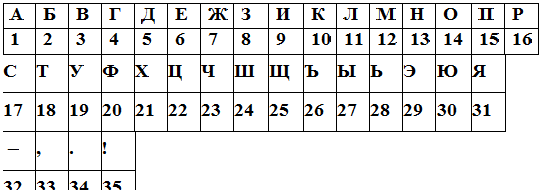 А Б В Г Д Е Ж З И К Л М Н О П Р
1 2 3 4 5 6 7 8 9 10 11 12 13 14 15 16
С Т У Ф Х Ц Ч Ш Щ Ъ Ы Ь Э Ю Я
17 18 19 20 21 22 23 24 25 26 27 28 29 30 31
– , . !
32 33 34 35